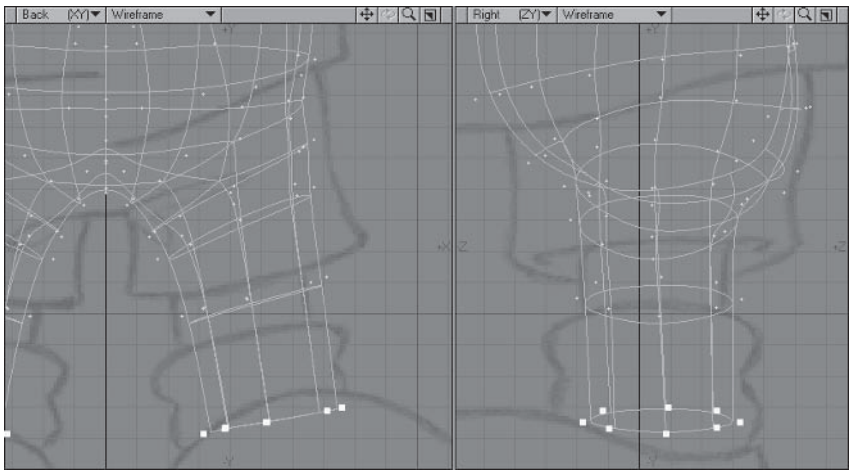 Back (XY) Wireframe
Right (ZY) Wireframe
+Y
+Y
+X
-Z
+Z
-Y
-Y